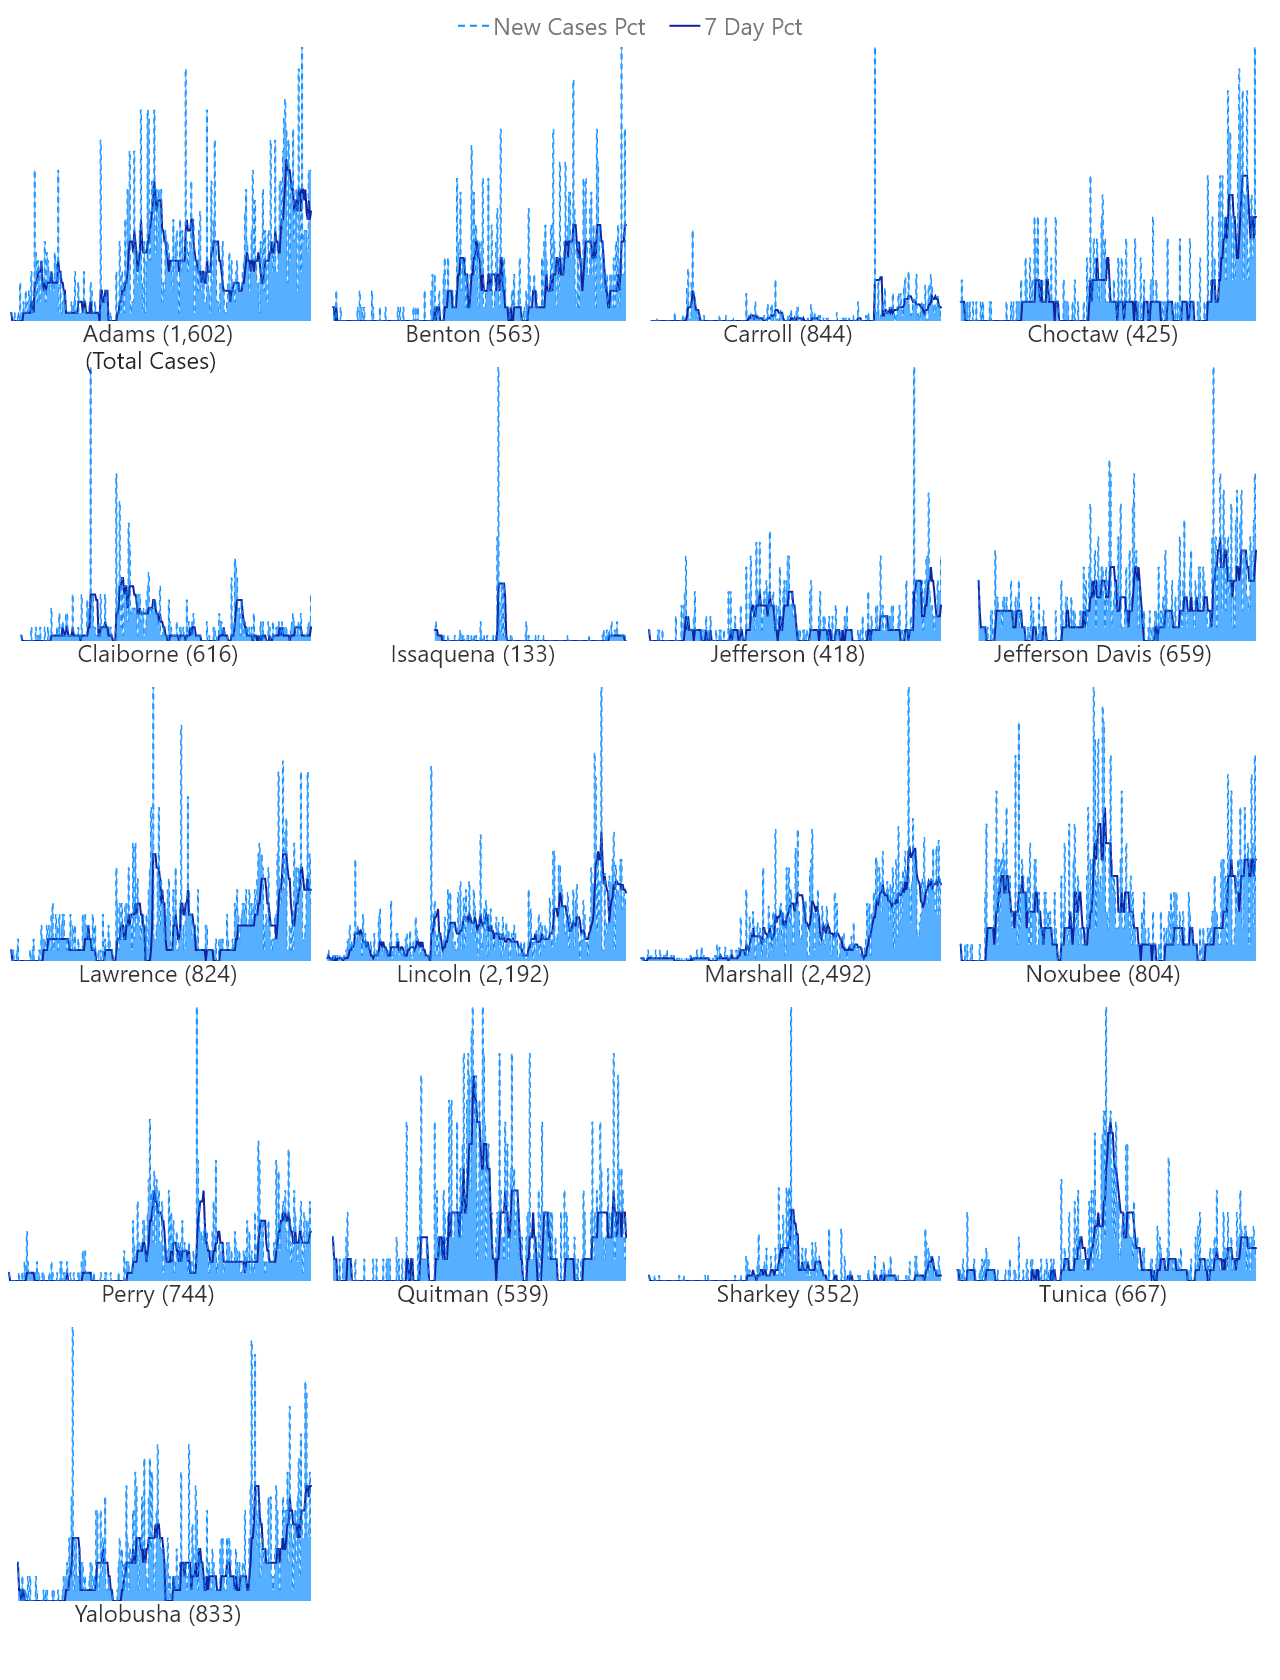 New Cases Pct 7 Day Pct
Adams (1,602) Benton (563) Carroll (844) Choctaw (425)
(Total Cases)
Claiborne (616) Issaquena (133) Jefferson (418) Jefferson Davis (659)
Lawrence (824) Lincoln (2,192) Marshall (2,492) Noxubee (804)
Perry (744) Quitman (539) Sharkey (352) Tunica (667)
Yalobusha (833)